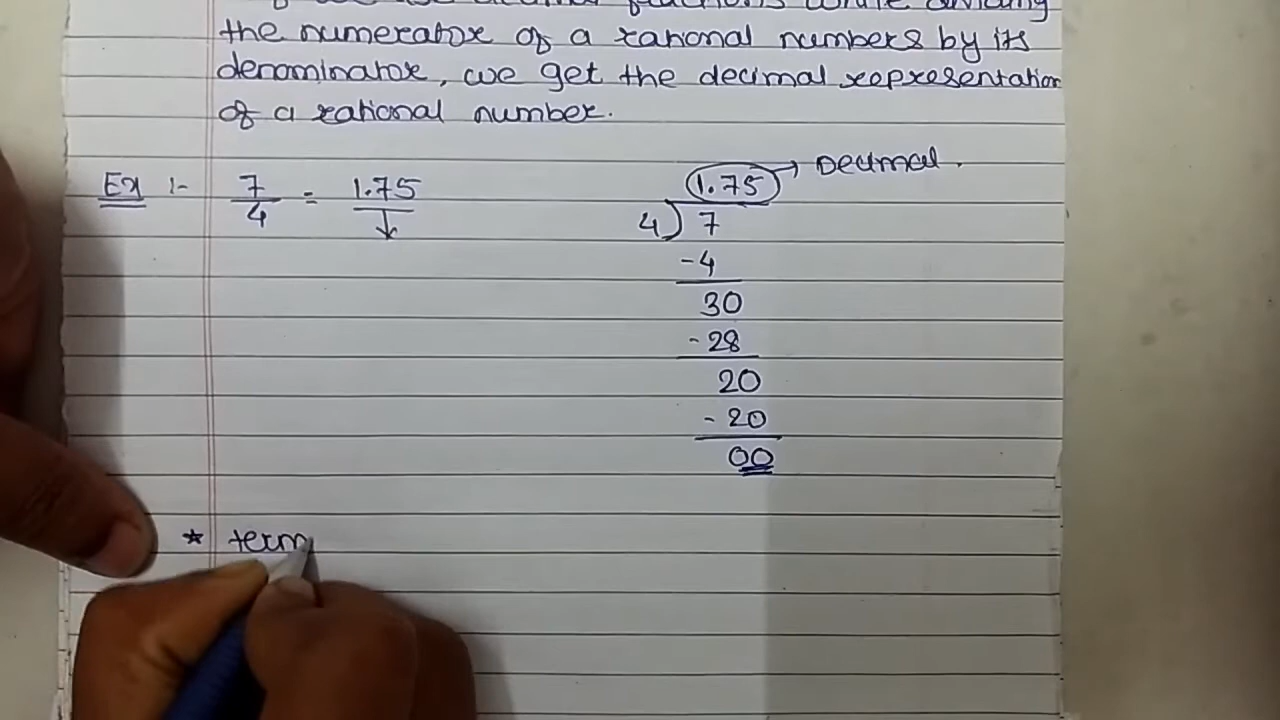 the numerator of a rational numbers by its
denominator, we get the decimal representation
of a rational number.
Ex :- 7/4 = 1.75
1.75 → Decimal.
4 ) 7
-4
30
-28
20
-20
00
* term